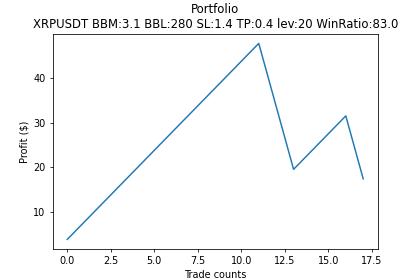 Portfolio
XRPUSDT BBM:3.1 BBL:280 SL:1.4 TP:0.4 lev:20 WinRatio:83.0
Profit ($)
40
30
20
10
0.0 2.5 5.0 7.5 10.0 12.5 15.0 17.5
Trade counts